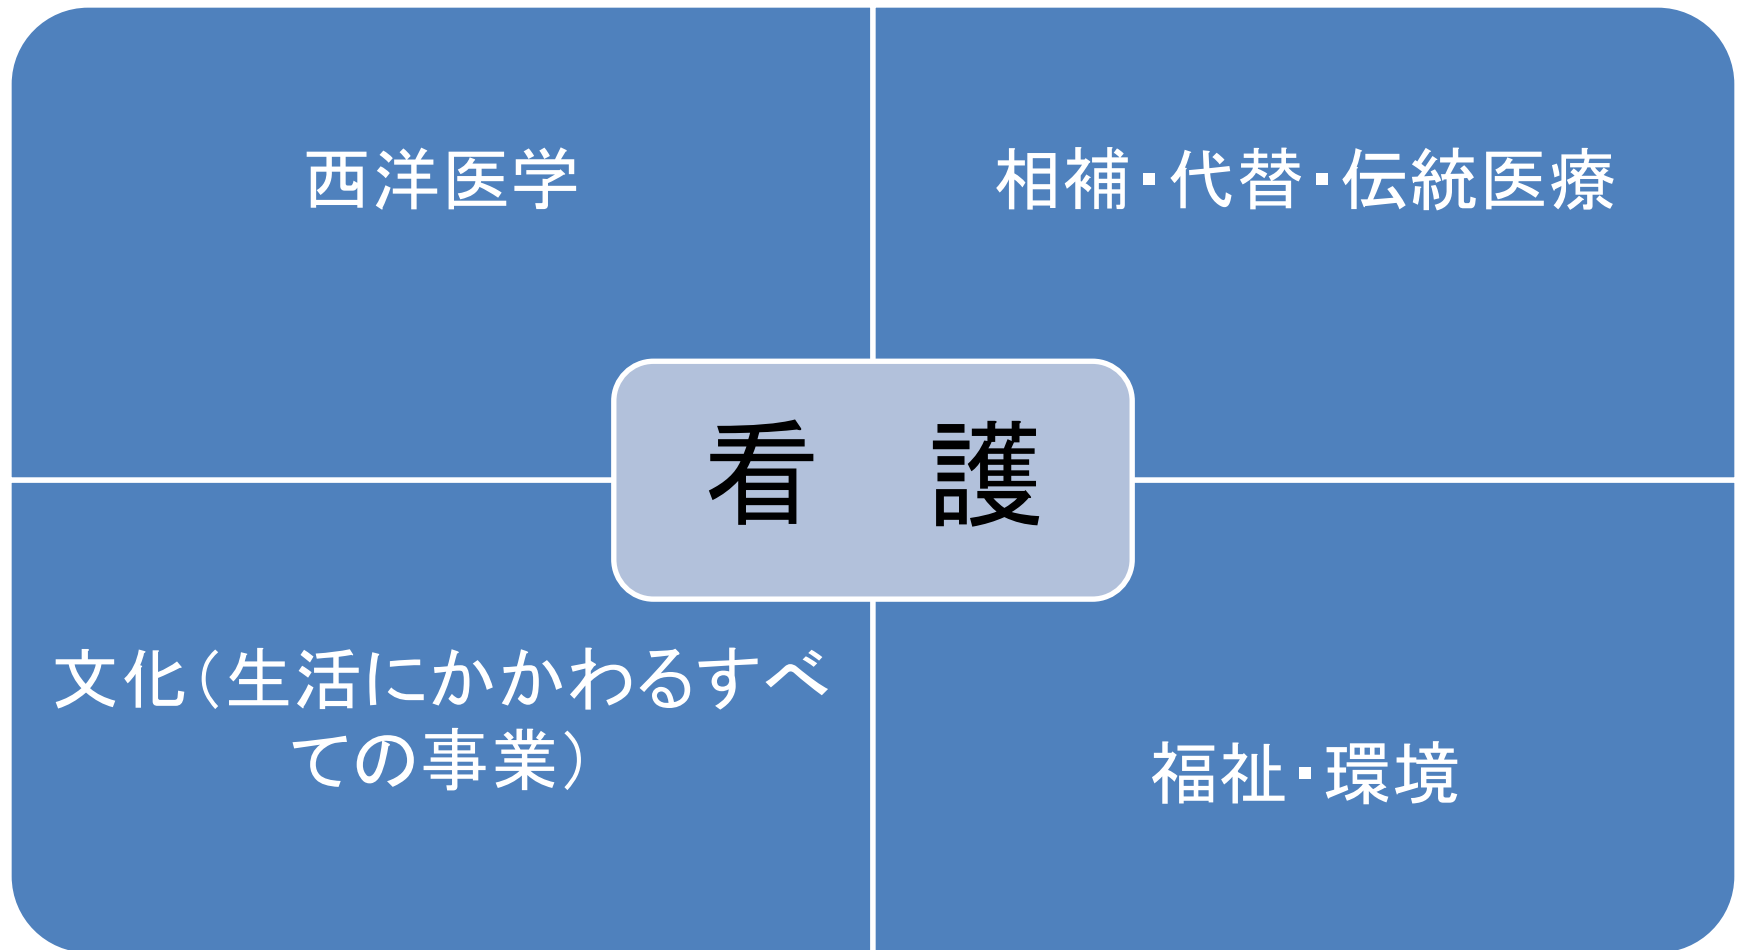 西洋医学
相補・代替・伝統医療
看　護
文化（生活にかかわるすべ
ての事業）
福祉・環境